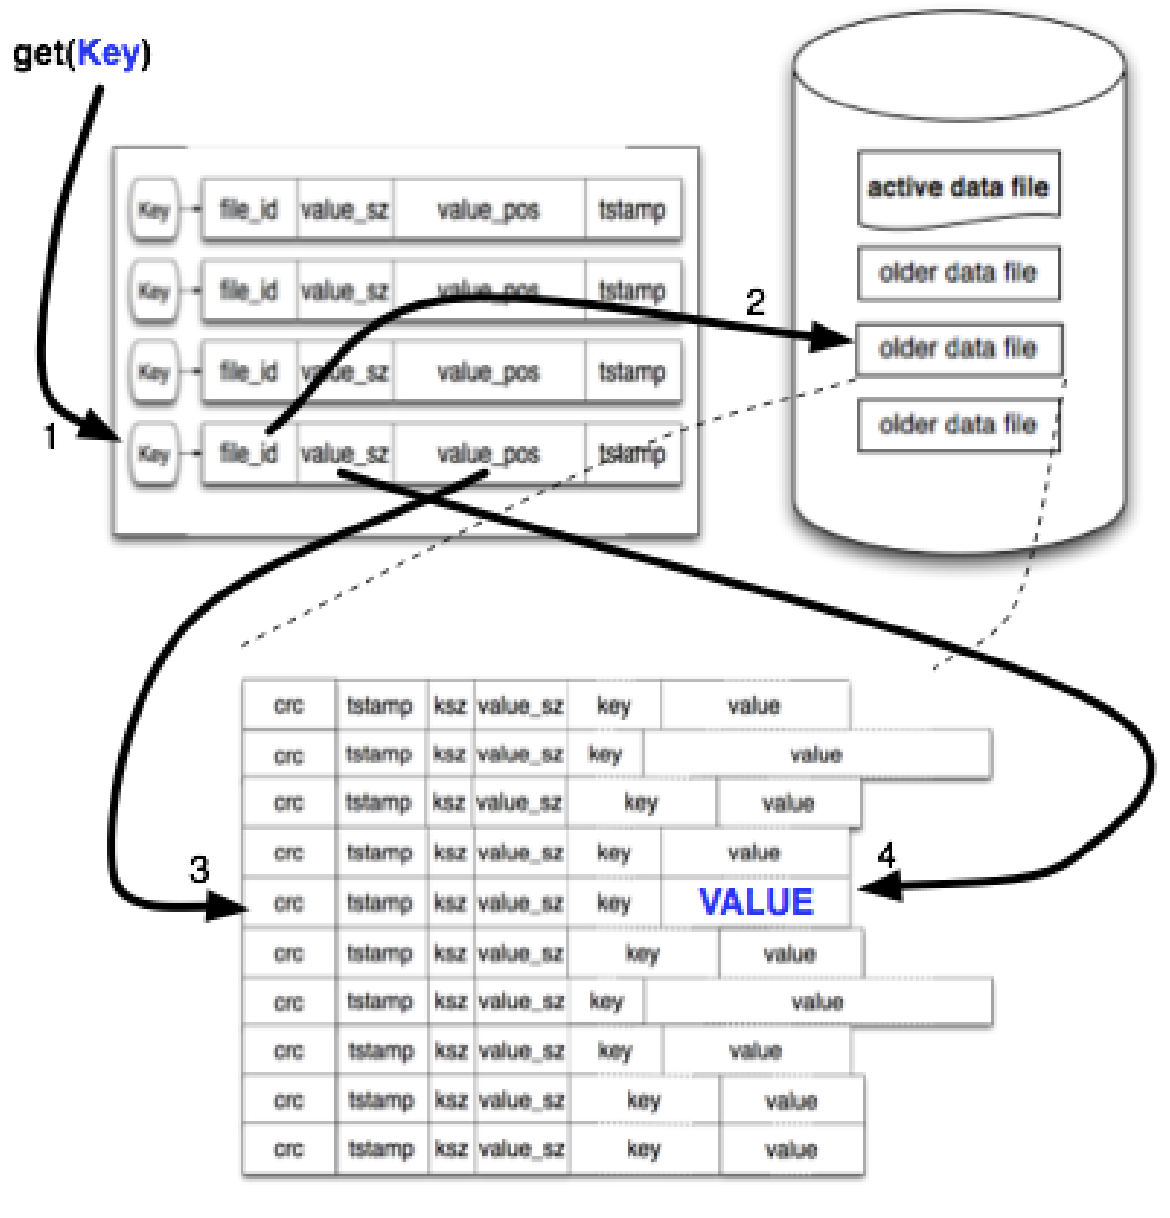 get(Key)
Key file_id value_sz value_pos tstamp
Key file_id value_sz value_pos tstamp
Key file_id value_sz value_pos tstamp
1
Key file_id value_sz value_pos tstamp
2
active data file
older data file
older data file
older data file
crc tstamp ksz value_sz key value
crc tstamp ksz value_sz key value
crc tstamp ksz value_sz key value
crc tstamp ksz value_sz key value
3
4
crc tstamp ksz value_sz key VALUE
crc tstamp ksz value_sz key value
crc tstamp ksz value_sz key value
crc tstamp ksz value_sz key value
crc tstamp ksz value_sz key value
crc tstamp ksz value_sz key value